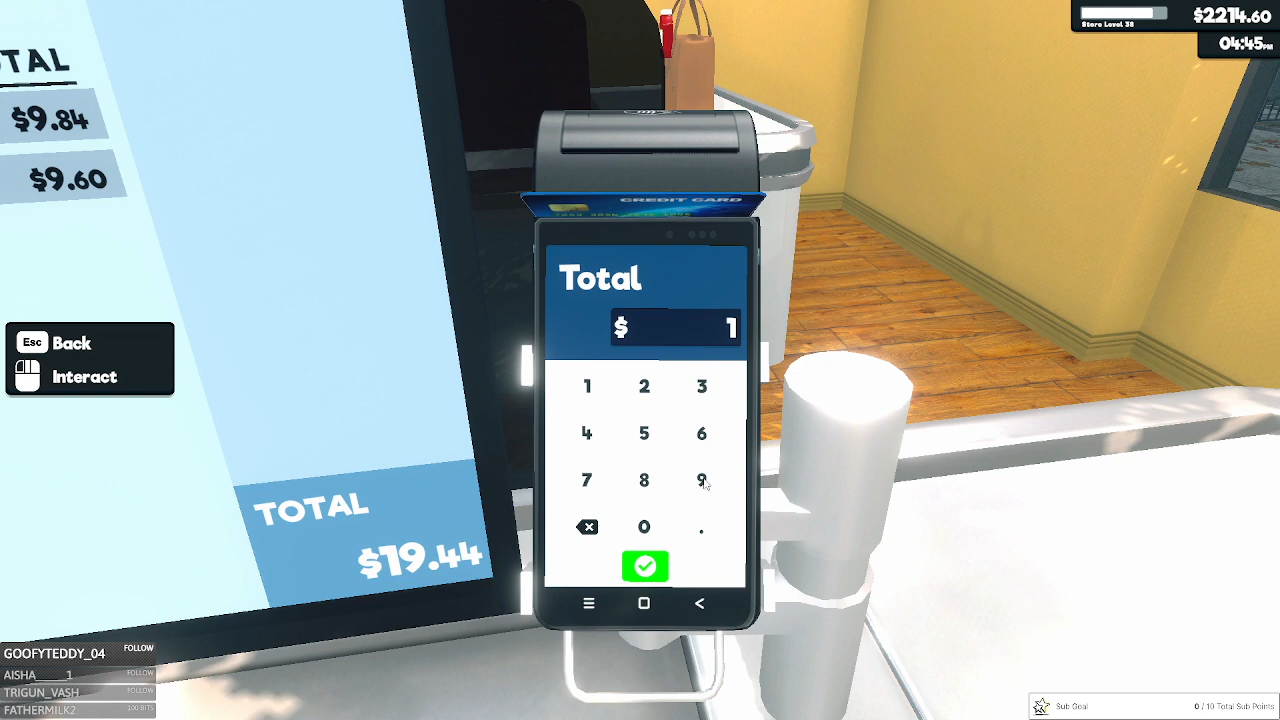 OTAL
$9.84
$9.60
Esc Back
Interact
TOTAL
$19.44
CREDIT CARD
Total
$ 1
1 2 3
4 5 6
7 8 9
0 .
Store Level 38
$2214.60
04:45PM
GOOFYTEDDY_04 FOLLOW
AISHA____1 FOLLOW
TRIGUN_VASH FOLLOW
FATHERMILK2 100 BITS
Sub Goal 0 / 10 Total Sub Points